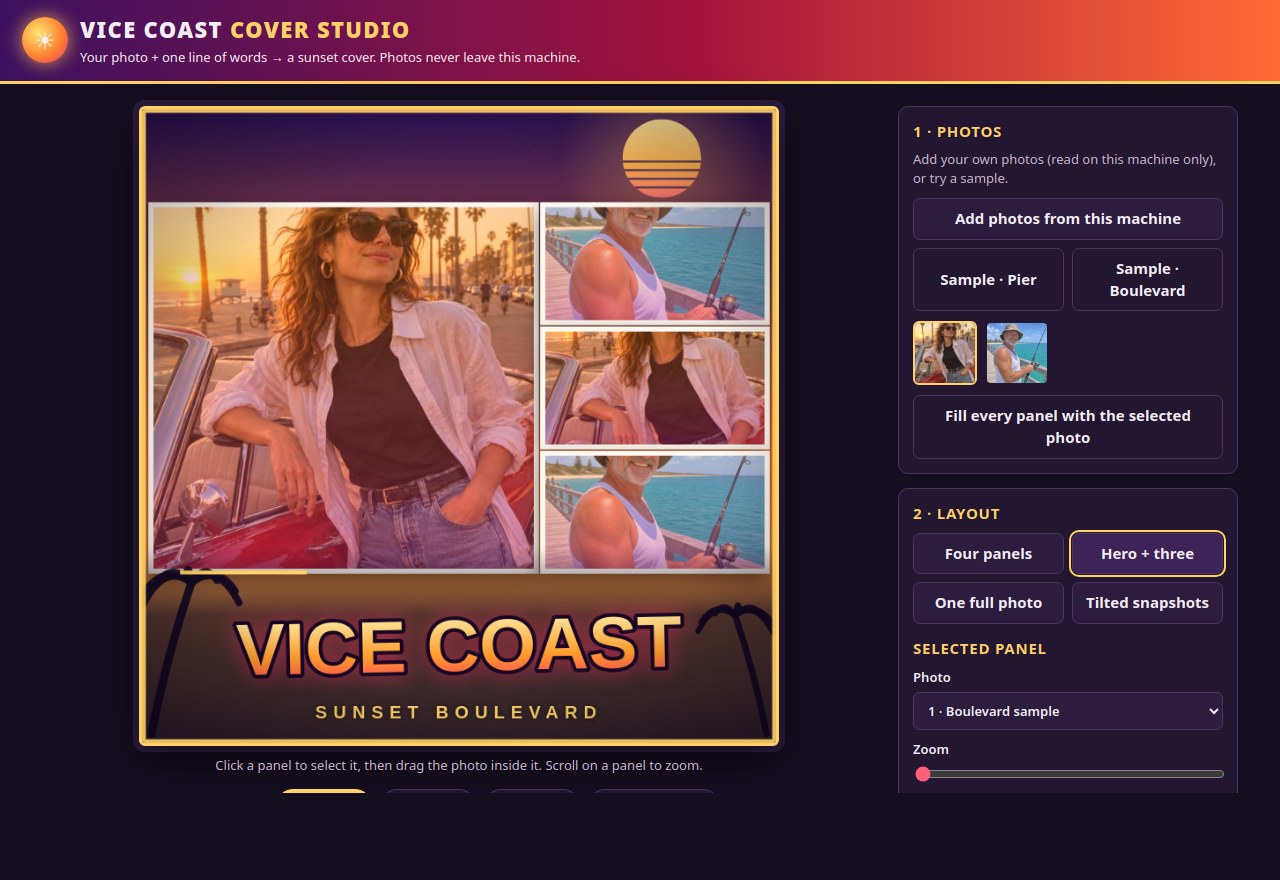 VICE COAST COVER STUDIO
Your photo + one line of words → a sunset cover. Photos never leave this machine.
VICE COAST
SUNSET BOULEVARD
Click a panel to select it, then drag the photo inside it. Scroll on a panel to zoom.
1 · PHOTOS
Add your own photos (read on this machine only),
or try a sample.
Add photos from this machine
Sample · Pier
Sample ·
Boulevard
Fill every panel with the selected
photo
2 · LAYOUT
Four panels
Hero + three
One full photo
Tilted snapshots
SELECTED PANEL
Photo
1 · Boulevard sample
Zoom